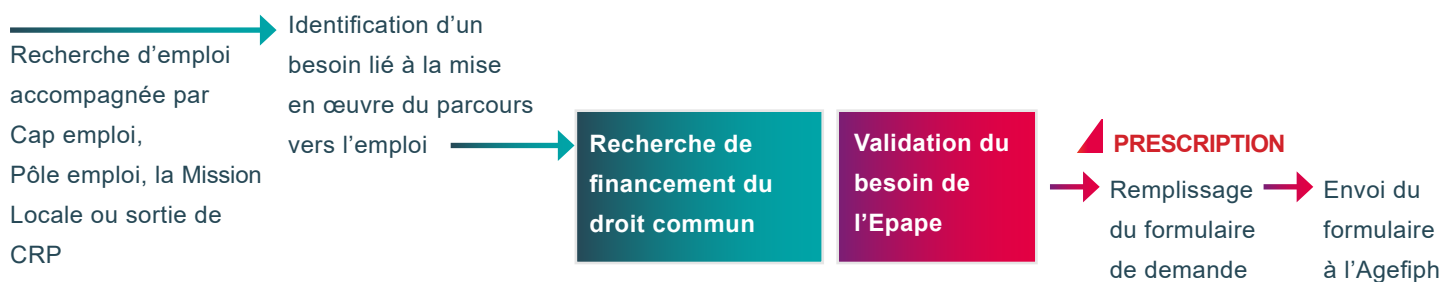 Recherche d’emploi
accompagnée par
Cap emploi,
Pôle emploi, la Mission
Locale ou sortie de
CRP
Identification d’un
besoin lié à la mise
en œuvre du parcours
vers l’emploi
Recherche de
financement du
droit commun
Validation du
besoin de
l’Epape
PRESCRIPTION
Remplissage
du formulaire
de demande
Envoi du
formulaire
à l’Agefiph